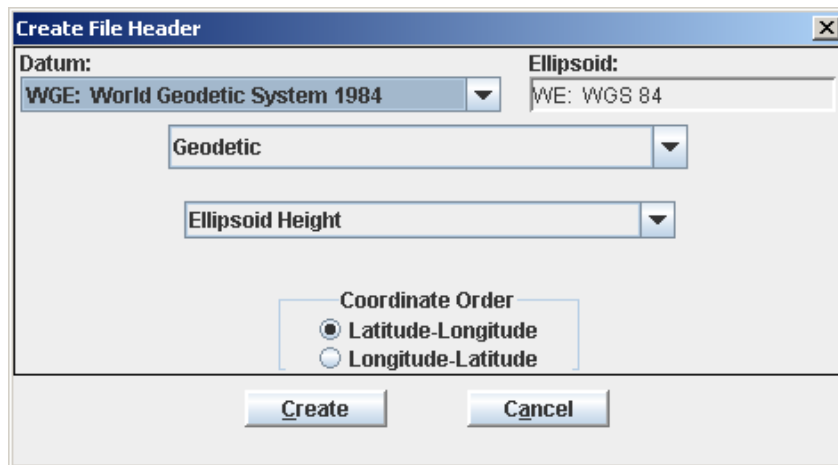 Create File Header
Datum:
Ellipsoid:
WGE: World Geodetic System 1984
WE: WGS 84
Geodetic
Ellipsoid Height
Coordinate Order
Latitude-Longitude
Longitude-Latitude
Create
Cancel